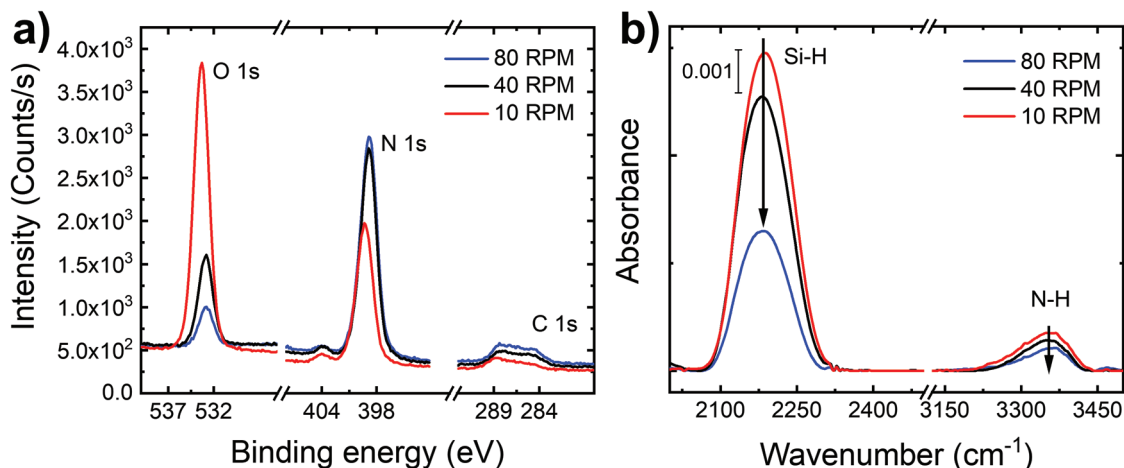 a)
O 1s
N 1s
C 1s
80 RPM
40 RPM
10 RPM
Intensity (Counts/s)
4.0x10³
3.5x10³
3.0x10³
2.5x10³
2.0x10³
1.5x10³
1.0x10³
5.0x10²
0.0
537 532 404 398 289 284
Binding energy (eV)
b)
0.001
Si-H
N-H
80 RPM
40 RPM
10 RPM
Absorbance
2100 2250 2400 3150 3300 3450
Wavenumber (cm⁻¹)